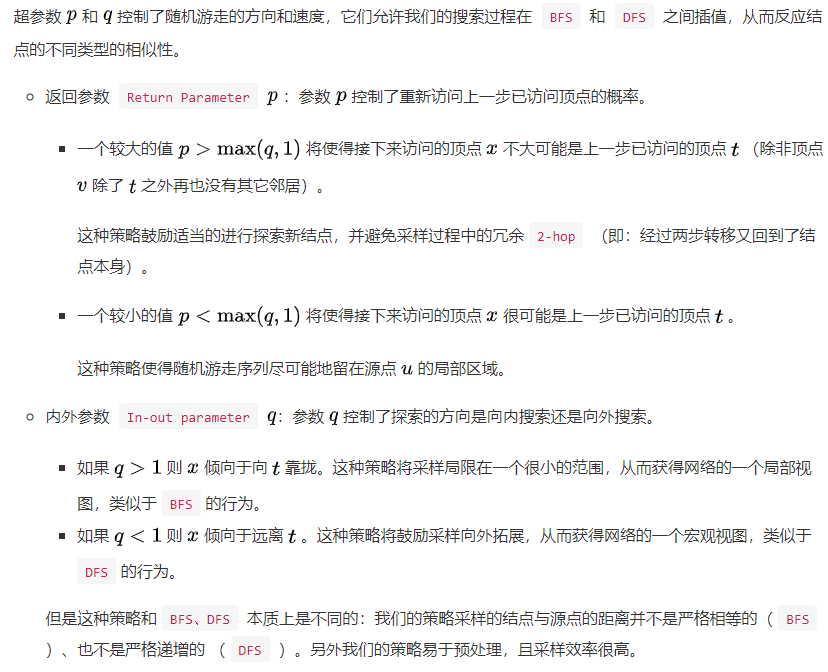 超参数 p 和 q 控制了随机游走的方向和速度，它们允许我们的搜索过程在 BFS 和 DFS 之间插值，从而反应结
点的不同类型的相似性。
返回参数 Return Parameter p ：参数 p 控制了重新访问上一步已访问顶点的概率。
一个较大的值 p > max(q, 1) 将使得接下来访问的顶点 x 不大可能是上一步已访问的顶点 t （除非顶点
v 除了 t 之外再也没有其它邻居）。
这种策略鼓励适当的进行探索新结点，并避免采样过程中的冗余 2-hop （即：经过两步转移又回到了结
点本身）。
一个较小的值 p < max(q, 1) 将使得接下来访问的顶点 x 很可能是上一步已访问的顶点 t 。
这种策略使得随机游走序列尽可能地留在源点 u 的局部区域。
内外参数 In-out parameter q：参数 q 控制了探索的方向是向内搜索还是向外搜索。
如果 q > 1 则 x 倾向于向 t 靠拢。这种策略将采样局限在一个很小的范围，从而获得网络的一个局部视
图，类似于 BFS 的行为。
如果 q < 1 则 x 倾向于远离 t 。这种策略将鼓励采样向外拓展，从而获得网络的一个宏观视图，类似于
DFS 的行为。
但是这种策略和 BFS、DFS 本质上是不同的：我们的策略采样的结点与源点的距离并不是严格相等的（ BFS
）、也不是严格递增的 （ DFS ）。另外我们的策略易于预处理，且采样效率很高。